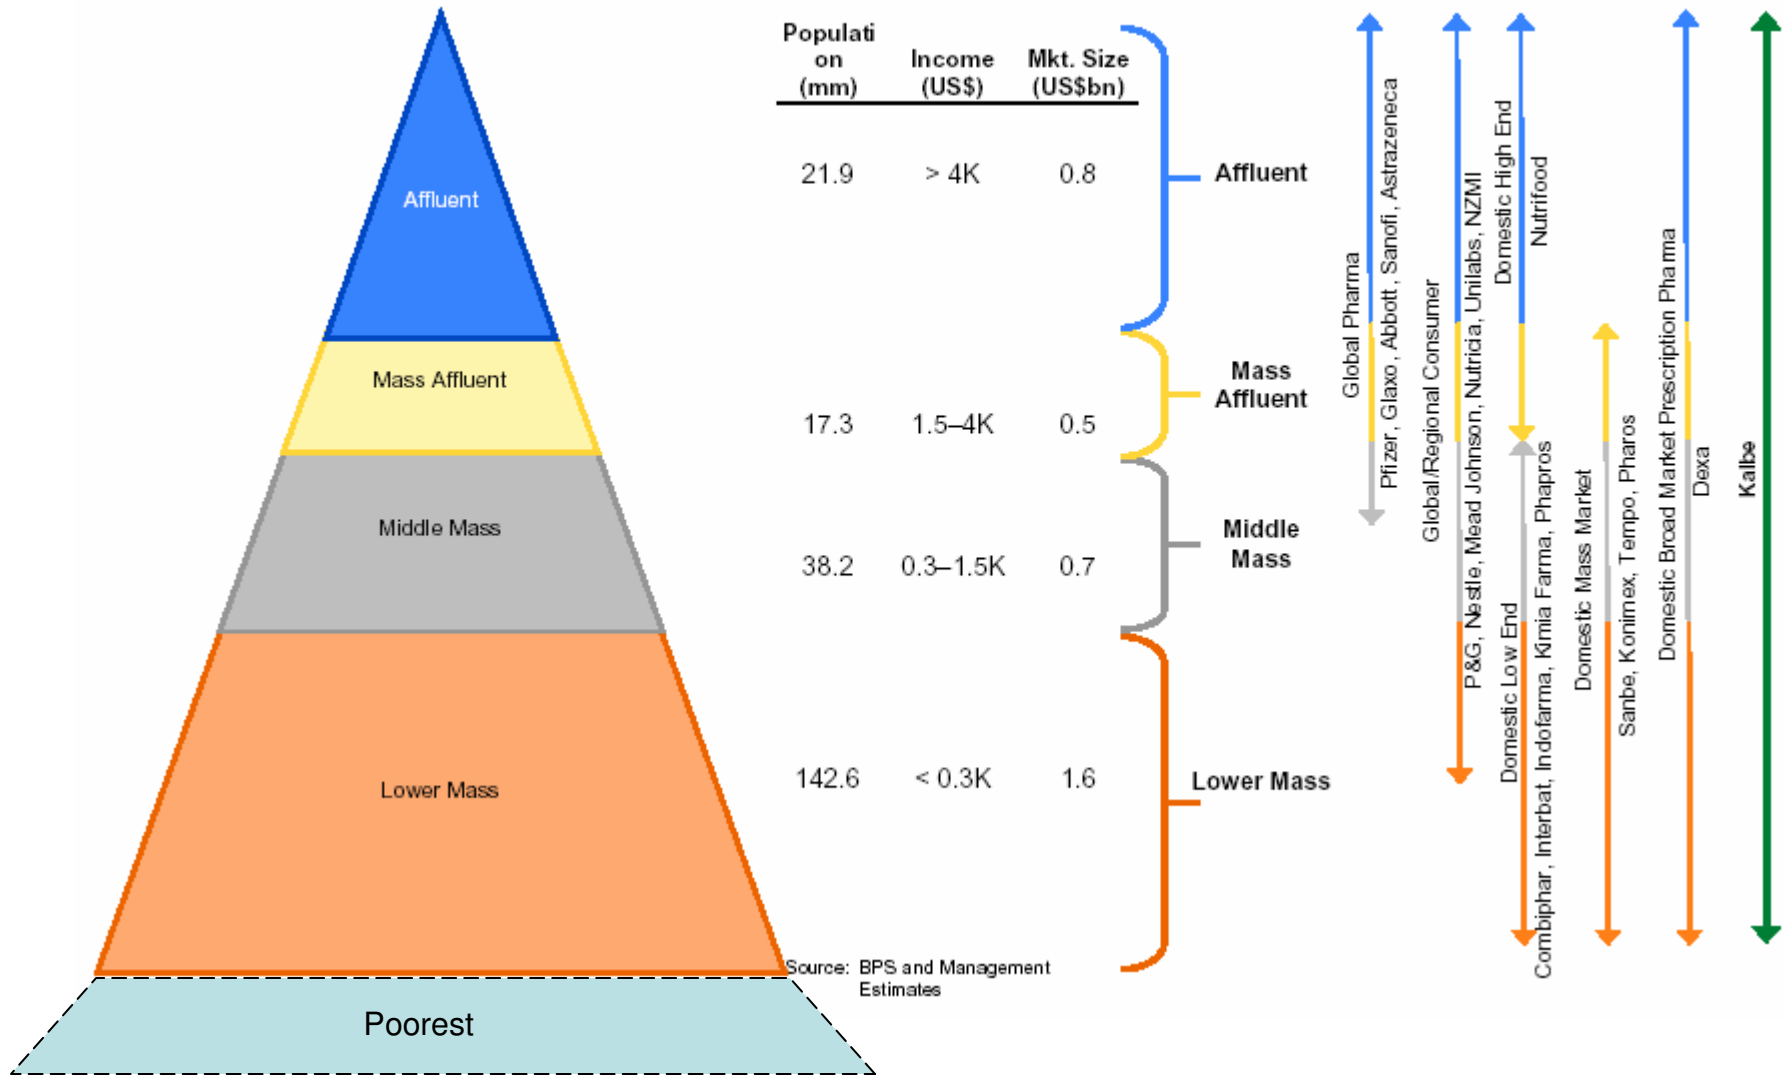 Populati
on
(mm)
Income
(US$)
Mkt. Size
(US$bn)
21.9
> 4K
0.8
17.3
1.5–4K
0.5
38.2
0.3–1.5K
0.7
142.6
< 0.3K
1.6
Affluent
Mass Affluent
Middle Mass
Lower Mass
Poorest
Affluent
Mass
Affluent
Middle
Mass
Lower Mass
Source: BPS and Management
Estimates
Global Pharma
Pfizer, Glaxo, Abbott, Sanofi, Astrazeneca
Global/Regional Consumer
P&G, Nestle, Mead Johnson, Nutricia, Unilabs, NZMI
Domestic High End
Nutrifood
Domestic Low End
Combiphar, Interbat, Indofarma, Kimia Farma, Phapros
Domestic Mass Market
Sanbe, Konimex, Tempo, Pharos
Domestic Broad Market Prescription Pharma
Dexa
Kalbe